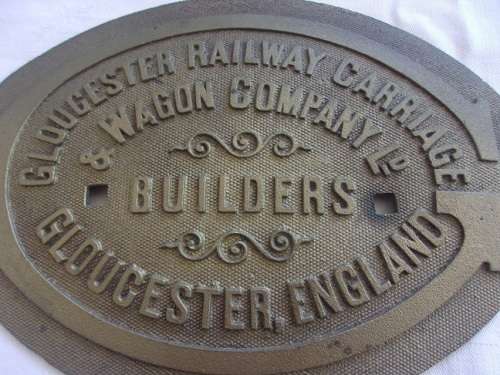 GLOUCESTER RAILWAY CARRIAGE
& WAGON COMPANY LD
BUILDERS
GLOUCESTER, ENGLAND